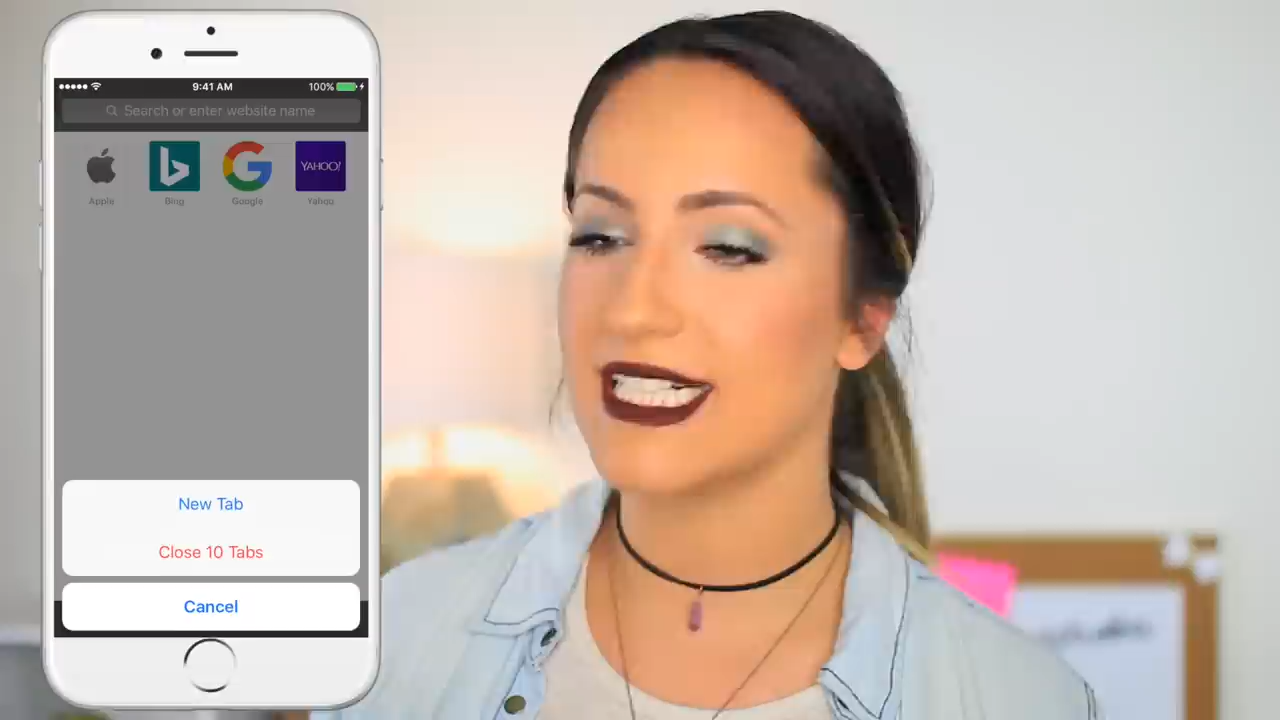 9:41 AM
100%
Search or enter website name
YAHOO!
Apple
Bing
Google
Yahoo
New Tab
Close 10 Tabs
Cancel